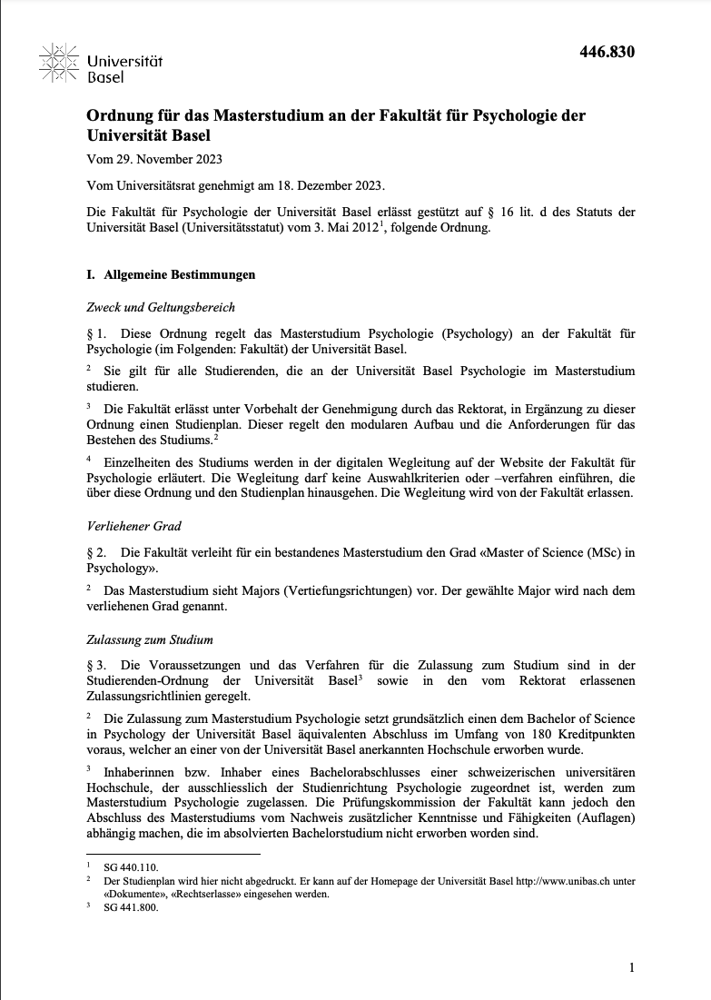 446.830
Universität
Basel
Ordnung für das Masterstudium an der Fakultät für Psychologie der
Universität Basel
Vom 29. November 2023
Vom Universitätsrat genehmigt am 18. Dezember 2023.
Die Fakultät für Psychologie der Universität Basel erlässt gestützt auf § 16 lit. d des Statuts der
Universität Basel (Universitätsstatut) vom 3. Mai 2012¹, folgende Ordnung.
I. Allgemeine Bestimmungen
Zweck und Geltungsbereich
§ 1. Diese Ordnung regelt das Masterstudium Psychologie (Psychology) an der Fakultät für
Psychologie (im Folgenden: Fakultät) der Universität Basel.
² Sie gilt für alle Studierenden, die an der Universität Basel Psychologie im Masterstudium
studieren.
³ Die Fakultät erlässt unter Vorbehalt der Genehmigung durch das Rektorat, in Ergänzung zu dieser
Ordnung einen Studienplan. Dieser regelt den modularen Aufbau und die Anforderungen für das
Bestehen des Studiums.²
⁴ Einzelheiten des Studiums werden in der digitalen Wegleitung auf der Website der Fakultät für
Psychologie erläutert. Die Wegleitung darf keine Auswahlkriterien oder –verfahren einführen, die
über diese Ordnung und den Studienplan hinausgehen. Die Wegleitung wird von der Fakultät erlassen.
Verliehener Grad
§ 2. Die Fakultät verleiht für ein bestandenes Masterstudium den Grad «Master of Science (MSc) in
Psychology».
² Das Masterstudium sieht Majors (Vertiefungsrichtungen) vor. Der gewählte Major wird nach dem
verliehenen Grad genannt.
Zulassung zum Studium
§ 3. Die Voraussetzungen und das Verfahren für die Zulassung zum Studium sind in der
Studierenden-Ordnung der Universität Basel³ sowie in den vom Rektorat erlassenen
Zulassungsrichtlinien geregelt.
² Die Zulassung zum Masterstudium Psychologie setzt grundsätzlich einen dem Bachelor of Science
in Psychology der Universität Basel äquivalenten Abschluss im Umfang von 180 Kreditpunkten
voraus, welcher an einer von der Universität Basel anerkannten Hochschule erworben wurde.
³ Inhaberinnen bzw. Inhaber eines Bachelorabschlusses einer schweizerischen universitären
Hochschule, der ausschliesslich der Studienrichtung Psychologie zugeordnet ist, werden zum
Masterstudium Psychologie zugelassen. Die Prüfungskommission der Fakultät kann jedoch den
Abschluss des Masterstudiums vom Nachweis zusätzlicher Kenntnisse und Fähigkeiten (Auflagen)
abhängig machen, die im absolvierten Bachelorstudium nicht erworben worden sind.
¹ SG 440.110.
² Der Studienplan wird hier nicht abgedruckt. Er kann auf der Homepage der Universität Basel http://www.unibas.ch unter
«Dokumente», «Rechtserlasse» eingesehen werden.
³ SG 441.800.
1